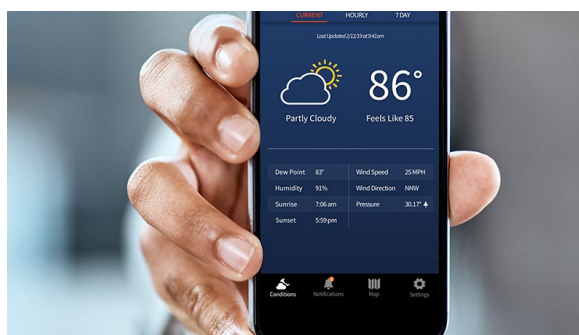 CURRENT HOURLY 7 DAY
Last Updated 2/12/19 at 9:41am
86°
Partly Cloudy Feels Like 85
Dew Point 83° Wind Speed 25 MPH
Humidity 91% Wind Direction NNW
Sunrise 7:06 am Pressure 30.17"
Sunset 5:59 pm
Conditions Notifications Map Settings